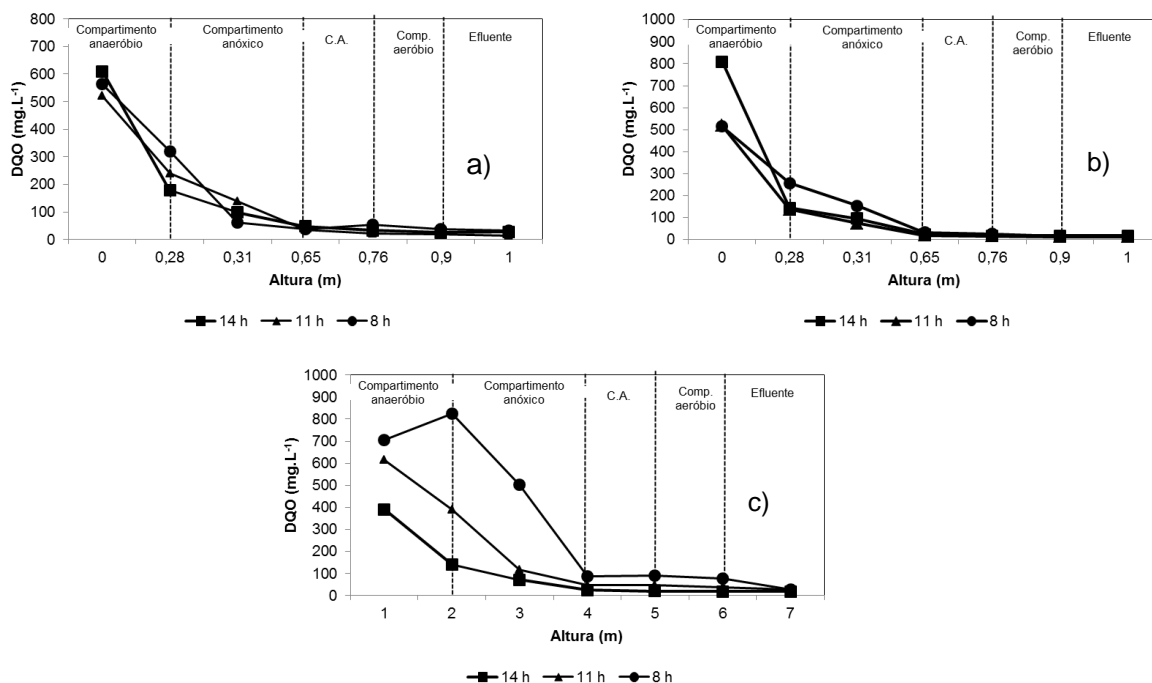 800
700
600
500
400
300
200
100
0
DQO (mg.L-1)
Compartimento
anaeróbio
Compartimento
anóxico
C.A.
Comp.
aeróbio
Efluente
a)
0 0,28 0,31 0,65 0,76 0,9 1
Altura (m)
14 h 11 h 8 h
1000
900
800
700
600
500
400
300
200
100
0
DQO (mg.L-1)
Compartimento
anaeróbio
Compartimento
anóxico
C.A.
Comp.
aeróbio
Efluente
b)
0 0,28 0,31 0,65 0,76 0,9 1
Altura (m)
14 h 11 h 8 h
1000
900
800
700
600
500
400
300
200
100
0
DQO (mg.L-1)
Compartimento
anaeróbio
Compartimento
anóxico
C.A.
Comp.
aeróbio
Efluente
c)
1 2 3 4 5 6 7
Altura (m)
14 h 11 h 8 h